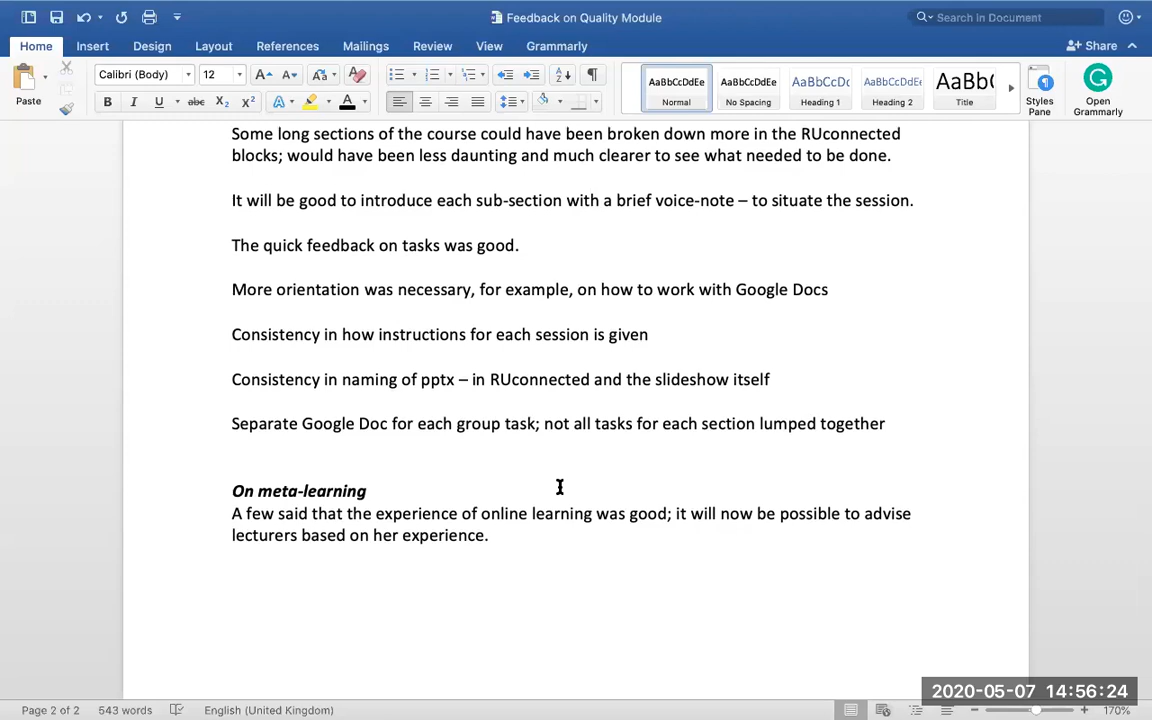 Feedback on Quality Module
Search in Document
Home Insert Design Layout References Mailings Review View Grammarly
Share
Paste
Calibri (Body) 12
AaBbCcDdEe AaBbCcDdEe AaBbCcDc AaBbCcDdEe AaBb(
Normal No Spacing Heading 1 Heading 2 Title
Styles Pane
Open Grammarly
Some long sections of the course could have been broken down more in the RUconnected
blocks; would have been less daunting and much clearer to see what needed to be done.
It will be good to introduce each sub-section with a brief voice-note – to situate the session.
The quick feedback on tasks was good.
More orientation was necessary, for example, on how to work with Google Docs
Consistency in how instructions for each session is given
Consistency in naming of pptx – in RUconnected and the slideshow itself
Separate Google Doc for each group task; not all tasks for each section lumped together
On meta-learning
A few said that the experience of online learning was good; it will now be possible to advise
lecturers based on her experience.
2020-05-07 14:56:24
Page 2 of 2 543 words English (United Kingdom) 170%